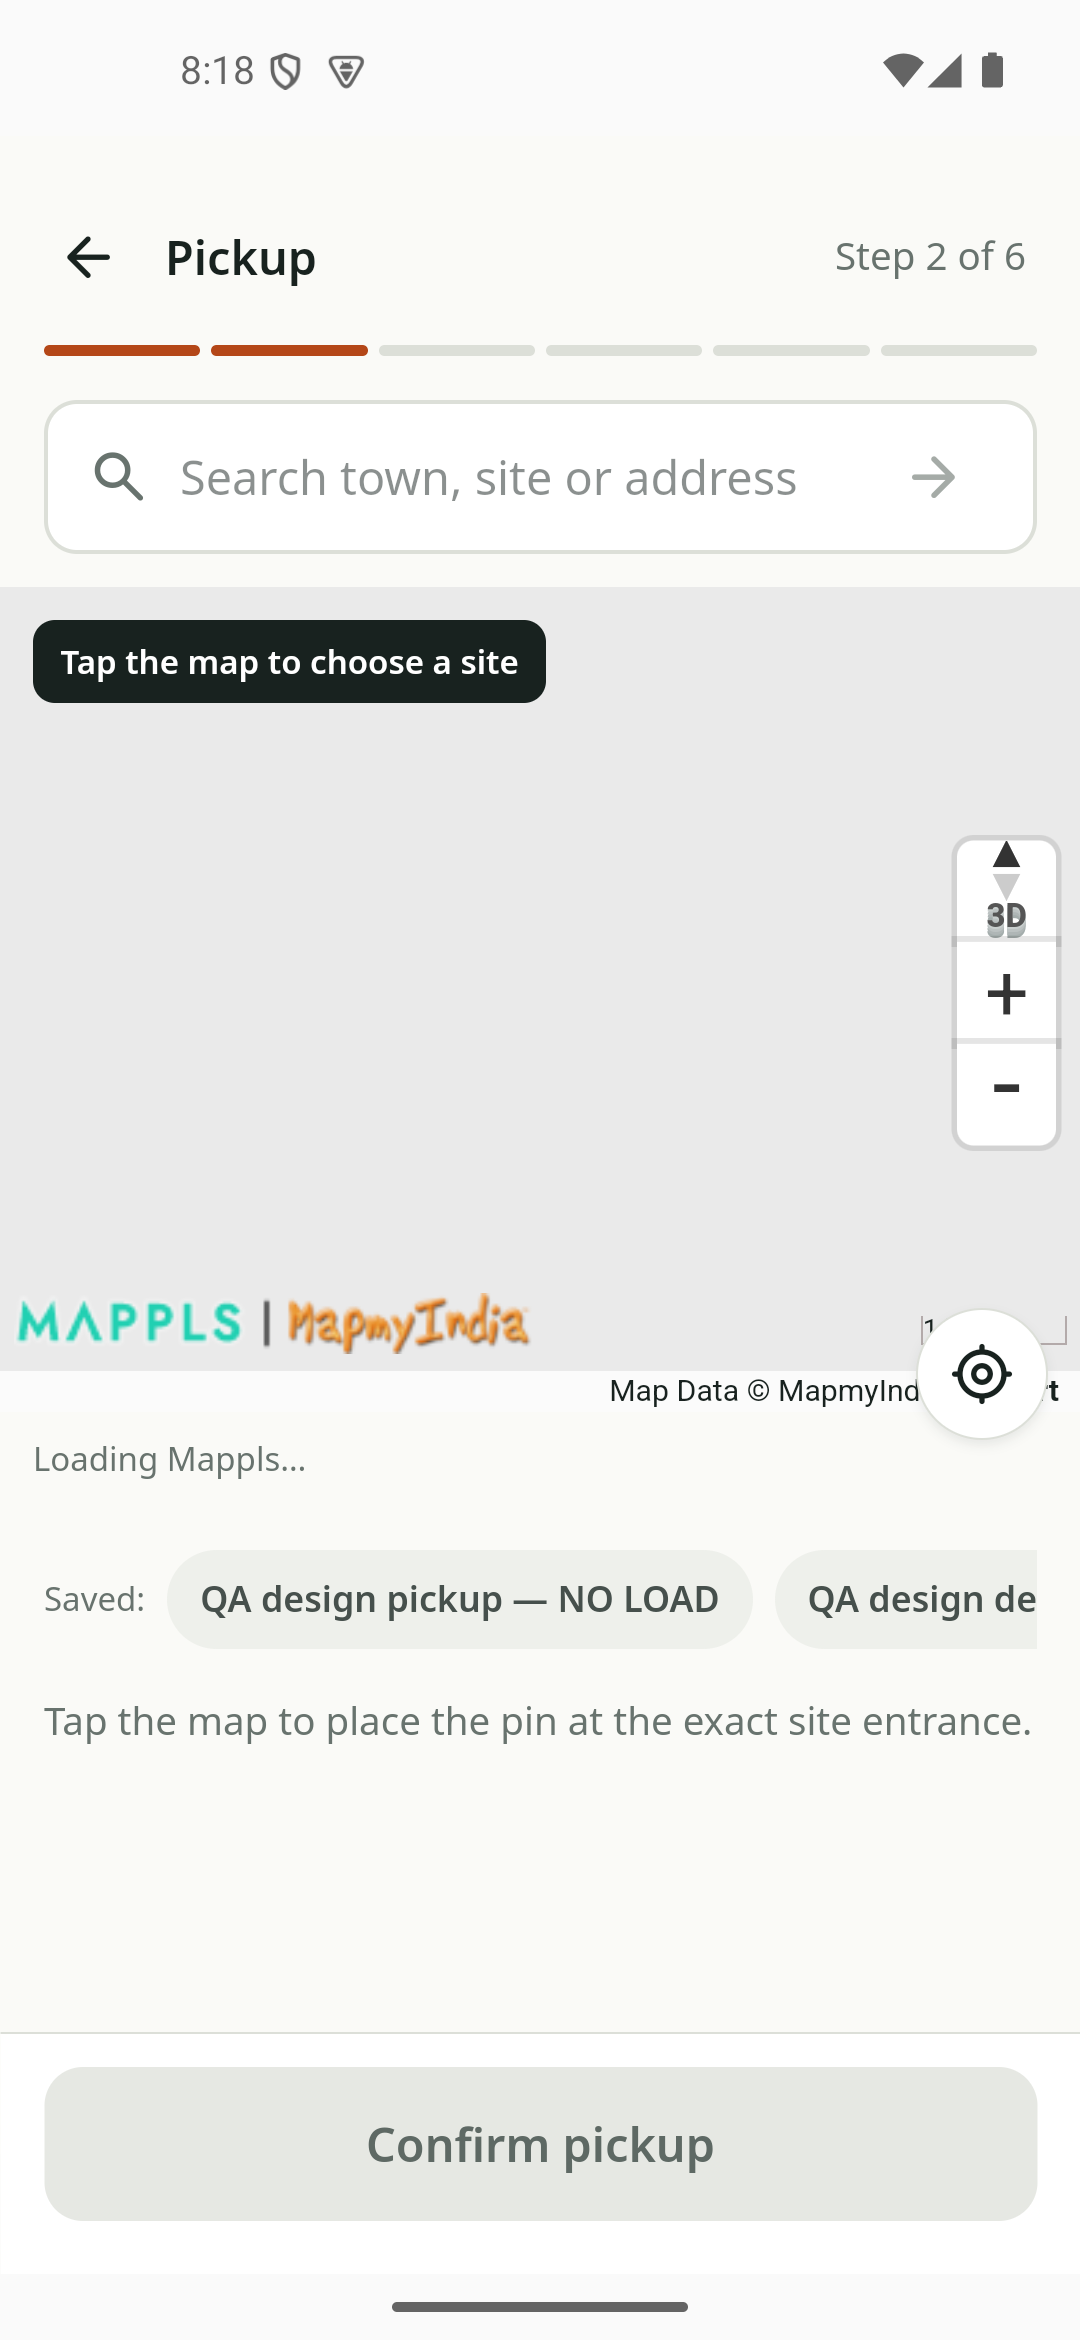 8:18
Pickup
Step 2 of 6
Search town, site or address
Tap the map to choose a site
3D
+
-
MAPPLS | MapmyIndia
Map Data © MapmyInd
Loading Mappls...
Saved: QA design pickup — NO LOAD QA design de
Tap the map to place the pin at the exact site entrance.
Confirm pickup